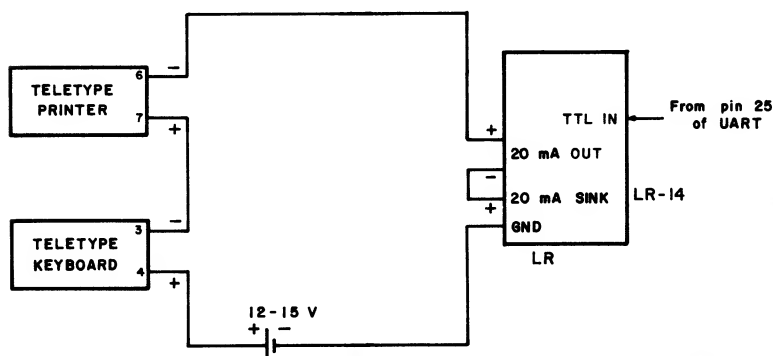 TELETYPE
PRINTER
6
−
7
+
TELETYPE
KEYBOARD
3
−
4
+
12-15 V
+ −
+
20 mA OUT
−
20 mA SINK
+
GND
TTL IN
LR-14
LR
From pin 25
of UART